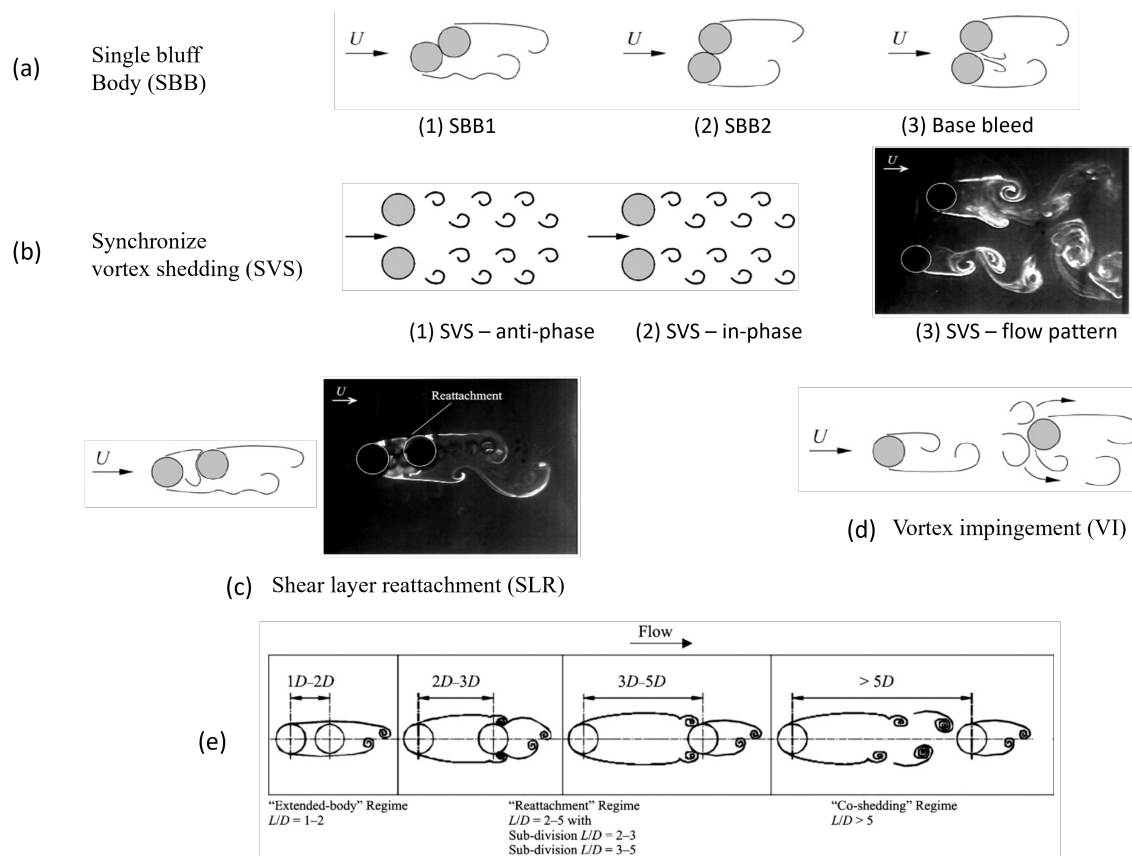 (a)
Single bluff
Body (SBB)
U
U
U
(1) SBB1
(2) SBB2
(3) Base bleed
(b)
Synchronize
vortex shedding (SVS)
U
(1) SVS – anti-phase
(2) SVS – in-phase
(3) SVS – flow pattern
U
U
Reattachment
U
(c) Shear layer reattachment (SLR)
(d) Vortex impingement (VI)
(e)
Flow
1D–2D
2D–3D
3D–5D
> 5D
“Extended-body” Regime
L/D = 1–2
“Reattachment” Regime
L/D = 2–5 with
Sub-division L/D = 2–3
Sub-division L/D = 3–5
“Co-shedding” Regime
L/D > 5